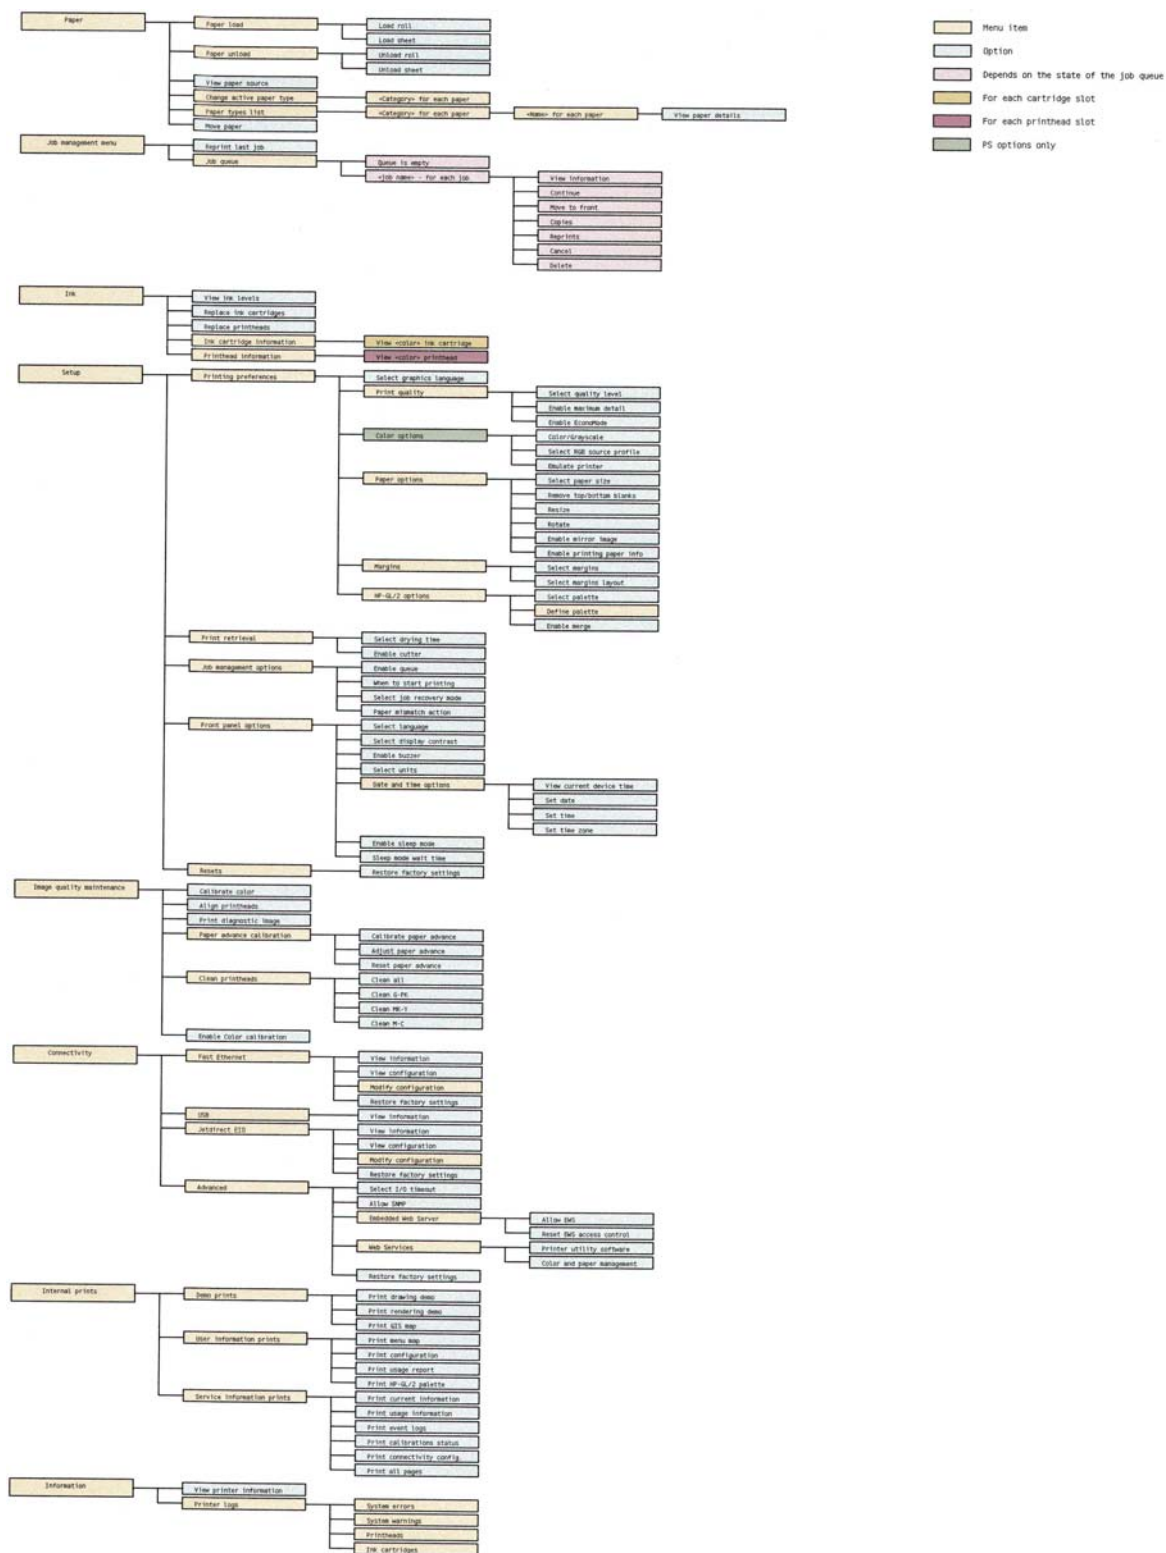 Paper
Paper load
Load roll
Load sheet
Paper unload
Unload roll
Unload sheet
View paper source
Change active paper type
<Category> for each paper
Paper types list
<Category> for each paper
<Name> for each paper
View paper details
Move paper
Job management menu
Reprint last job
Job queue
Queue is empty
<job name> - for each job
View information
Continue
Move to front
Copies
Reprints
Cancel
Delete
Ink
View ink levels
Replace ink cartridges
Replace printheads
Ink cartridge information
View <color> ink cartridge
Printhead information
View <color> printhead
Setup
Printing preferences
Select graphics language
Print quality
Select quality level
Enable maximum detail
Enable EconoMode
Color options
Color/Grayscale
Select RGB source profile
Emulate printer
Paper options
Select paper size
Remove top/bottom blanks
Resize
Rotate
Enable mirror image
Enable printing paper info
Margins
Select margins
Select margins layout
HP-GL/2 options
Select palette
Define palette
Enable merge
Print retrieval
Select drying time
Enable cutter
Job management options
Enable queue
When to start printing
Select job recovery mode
Paper mismatch action
Front panel options
Select language
Select display contrast
Enable buzzer
Select units
Date and time options
View current device time
Set date
Set time
Set time zone
Enable sleep mode
Sleep mode wait time
Resets
Restore factory settings
Image quality maintenance
Calibrate color
Align printheads
Print diagnostic image
Paper advance calibration
Calibrate paper advance
Adjust paper advance
Reset paper advance
Clean printheads
Clean all
Clean G-PK
Clean MK-Y
Clean M-C
Enable Color calibration
Connectivity
Fast Ethernet
View information
View configuration
Modify configuration
Restore factory settings
USB
View information
Jetdirect EIO
View information
View configuration
Modify configuration
Restore factory settings
Advanced
Select I/O timeout
Allow SNMP
Embedded Web Server
Allow EWS
Reset EWS access control
Web Services
Printer utility software
Color and paper management
Restore factory settings
Internal prints
Demo prints
Print drawing demo
Print rendering demo
Print GIS map
User information prints
Print menu map
Print configuration
Print usage report
Print HP-GL/2 palette
Service information prints
Print current information
Print usage information
Print event logs
Print calibrations status
Print connectivity config.
Print all pages
Information
View printer information
Printer logs
System errors
System warnings
Printheads
Ink cartridges
Menu item
Option
Depends on the state of the job queue
For each cartridge slot
For each printhead slot
PS options only